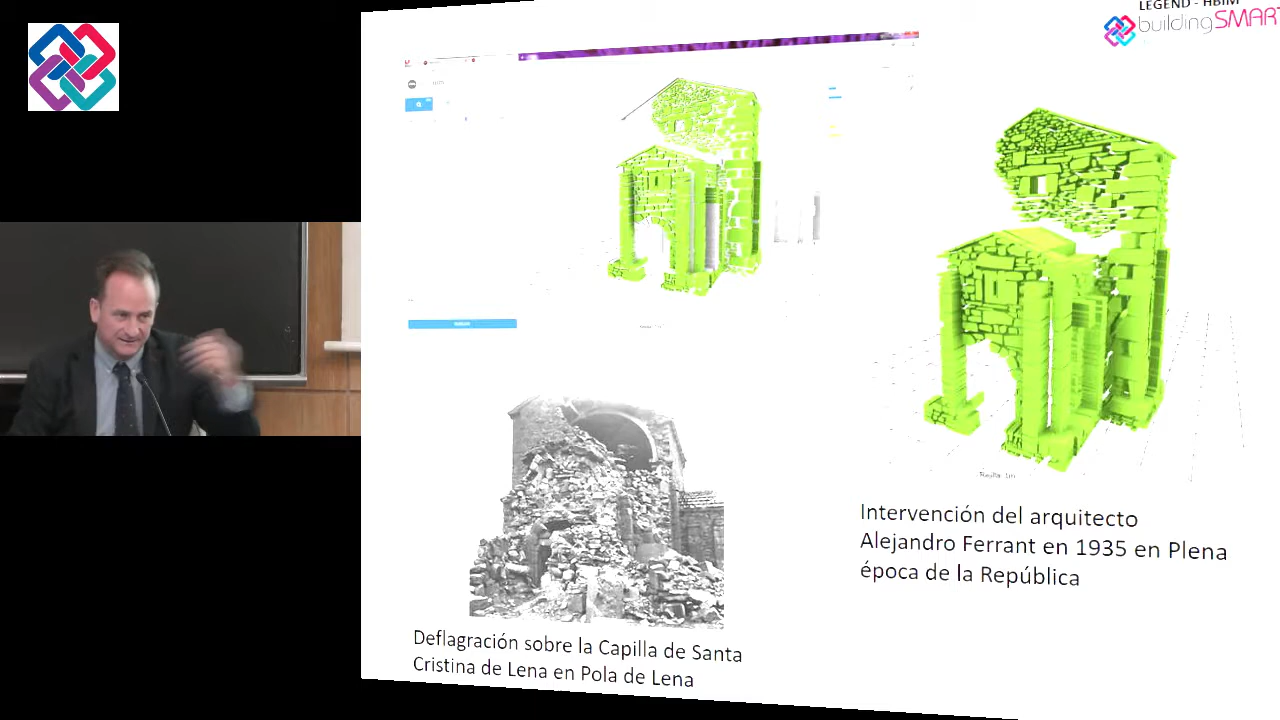 LEGEND - HBIM
buildingSMART
Intervención del arquitecto
Alejandro Ferrant en 1935 en Plena
época de la República
Deflagración sobre la Capilla de Santa
Cristina de Lena en Pola de Lena